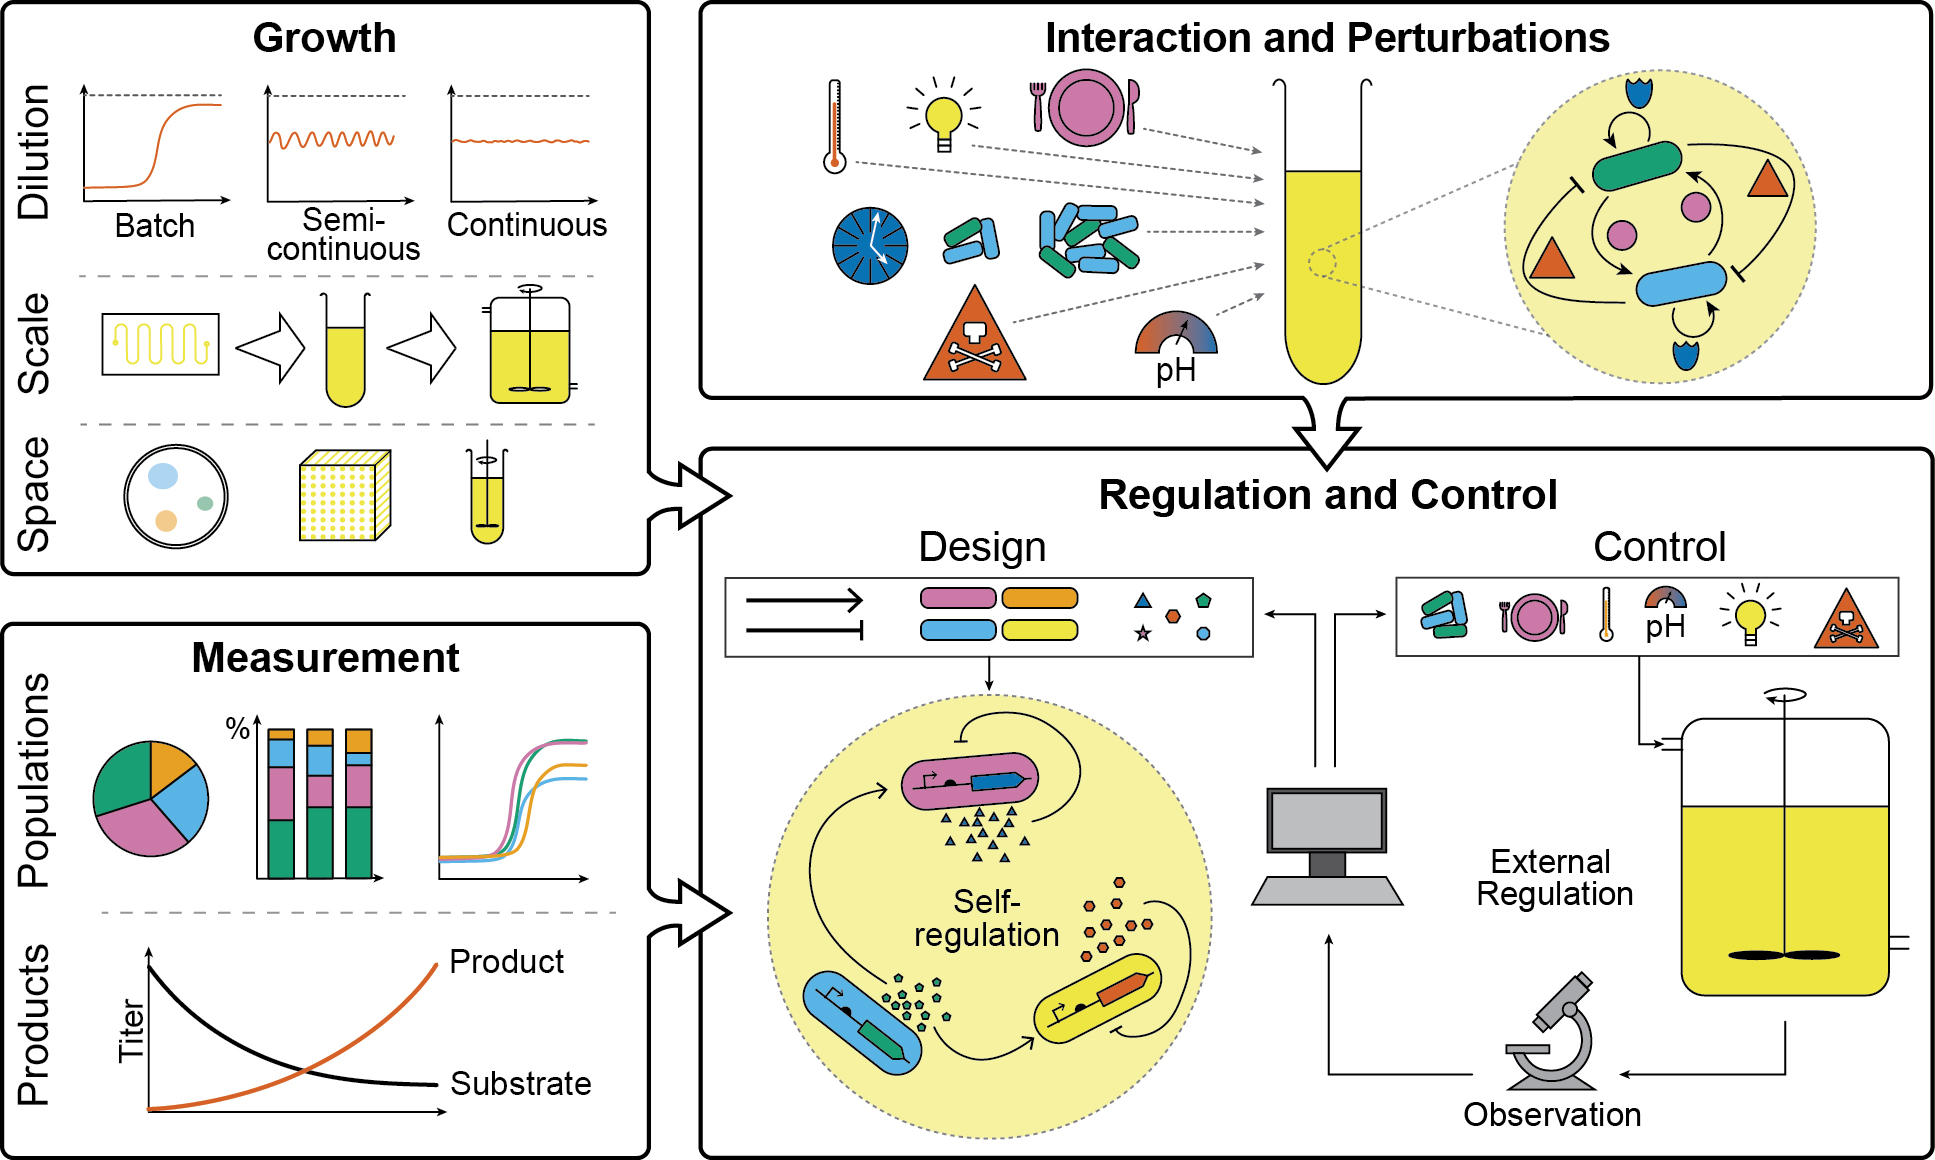 Growth
Dilution
Batch
Semi-
continuous
Continuous
Scale
Space
Interaction and Perturbations
pH
Measurement
Populations
%
Products
Titer
Product
Substrate
Regulation and Control
Design
Control
pH
Self-
regulation
External
Regulation
Observation